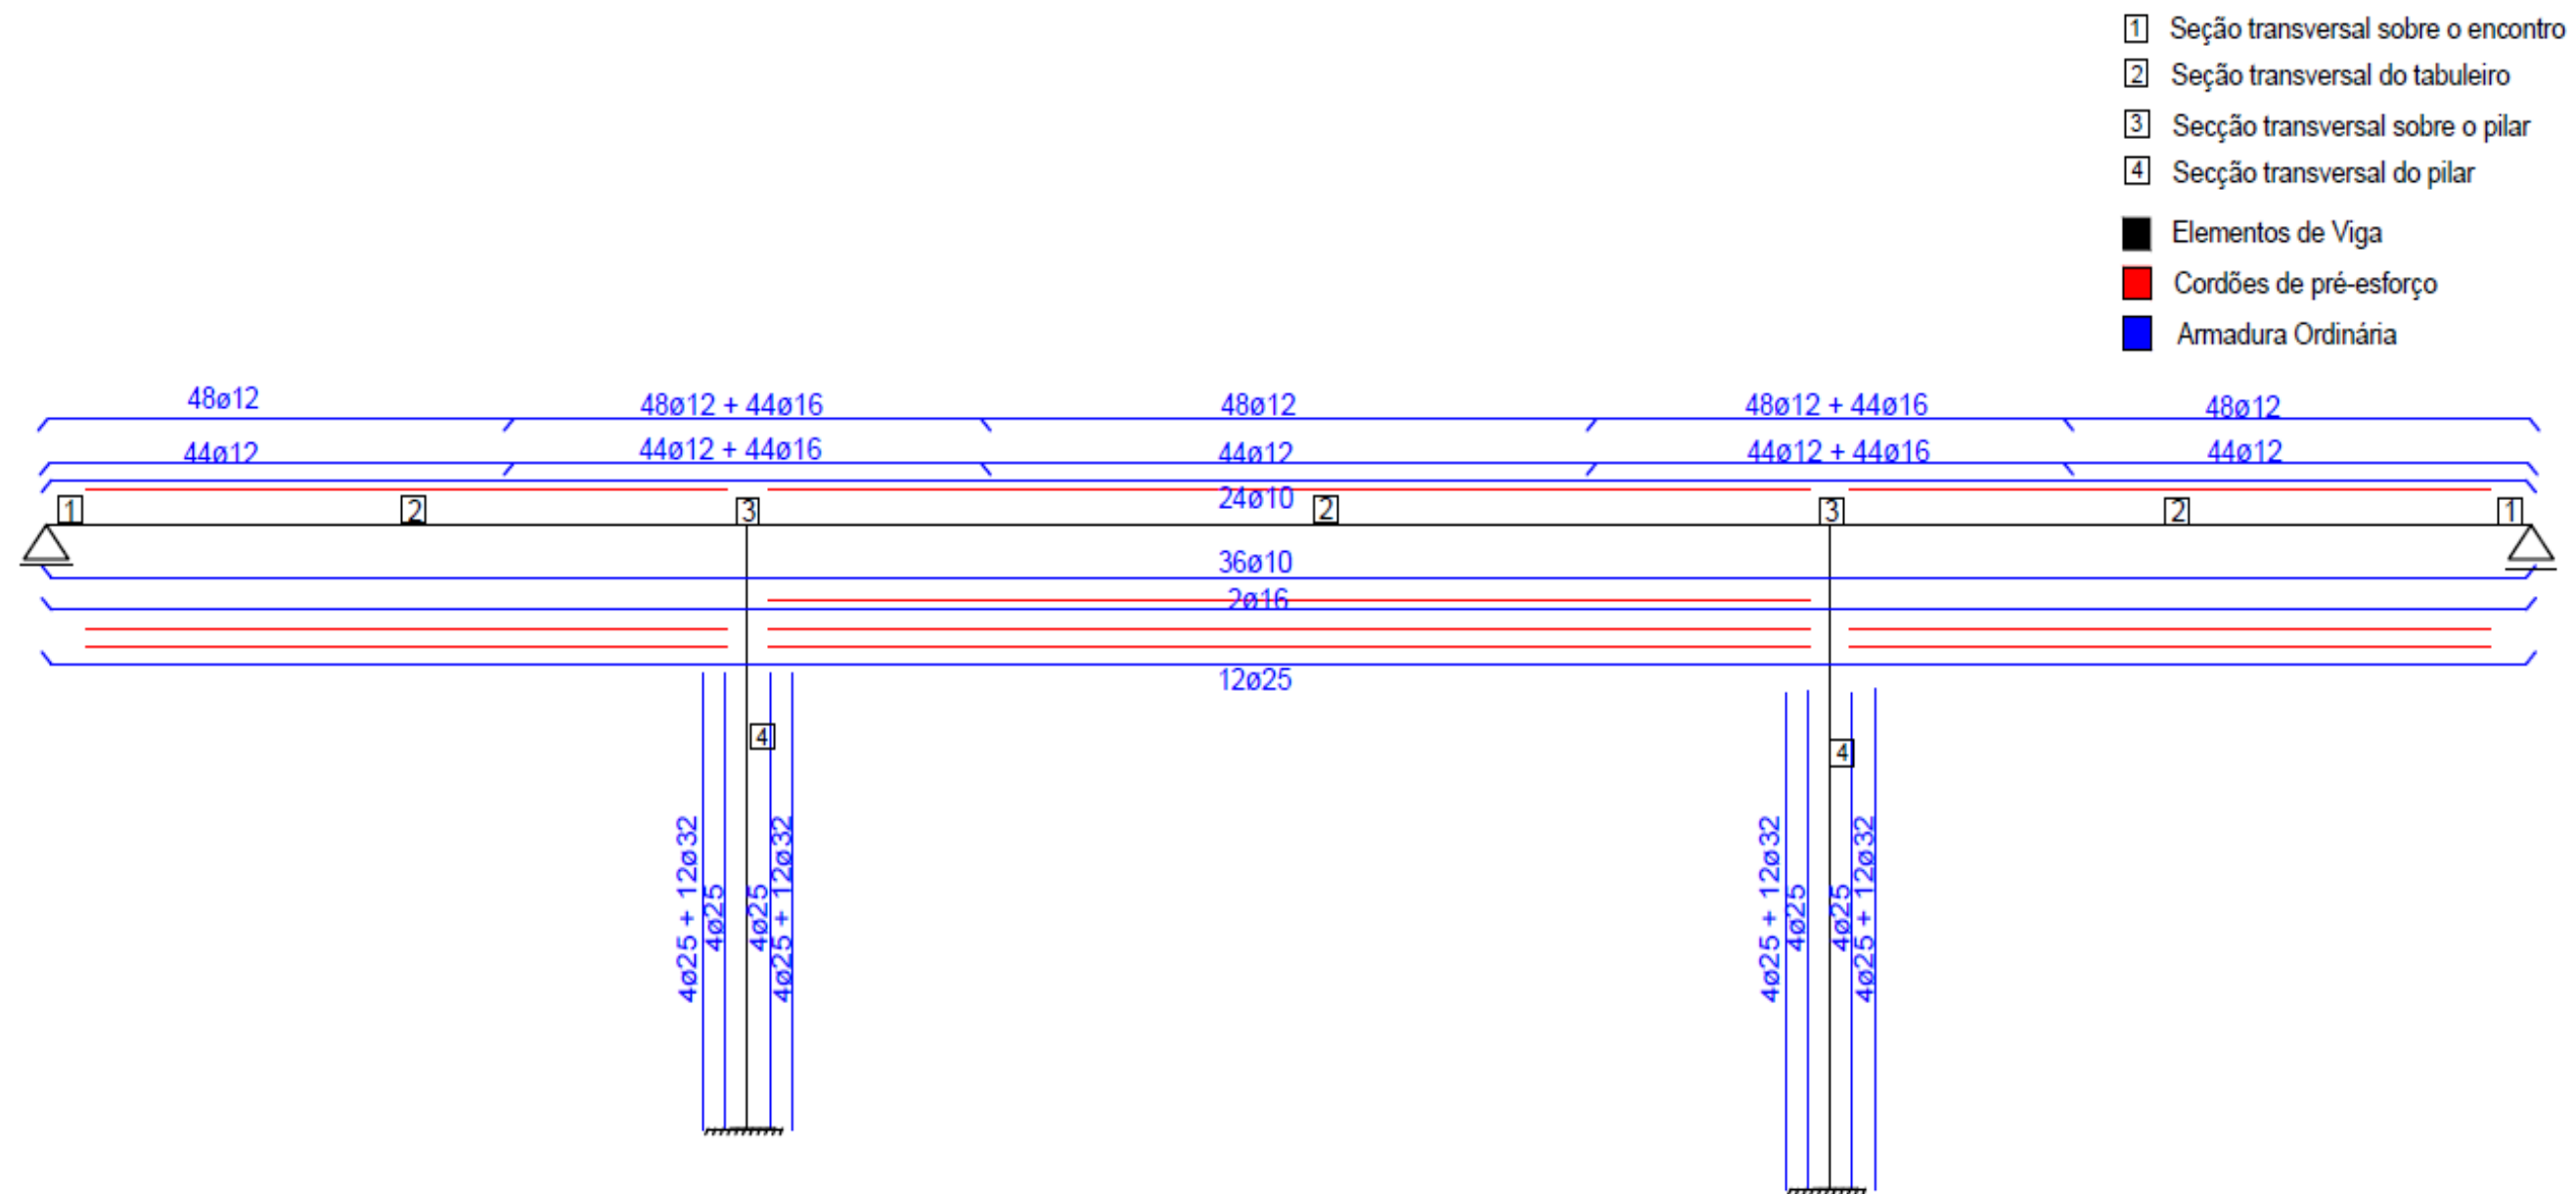 1 Seção transversal sobre o encontro
2 Seção transversal do tabuleiro
3 Secção transversal sobre o pilar
4 Secção transversal do pilar
Elementos de Viga
Cordões de pré-esforço
Armadura Ordinária
48ø12 48ø12 + 44ø16 48ø12 48ø12 + 44ø16 48ø12
44ø12 44ø12 + 44ø16 44ø12 44ø12 + 44ø16 44ø12
24ø10
1 2 3 2 3 2 1
36ø10
2ø16
12ø25
4 4
4ø25 + 12ø32
4ø25
4ø25
4ø25 + 12ø32
4ø25 + 12ø32
4ø25
4ø25
4ø25 + 12ø32